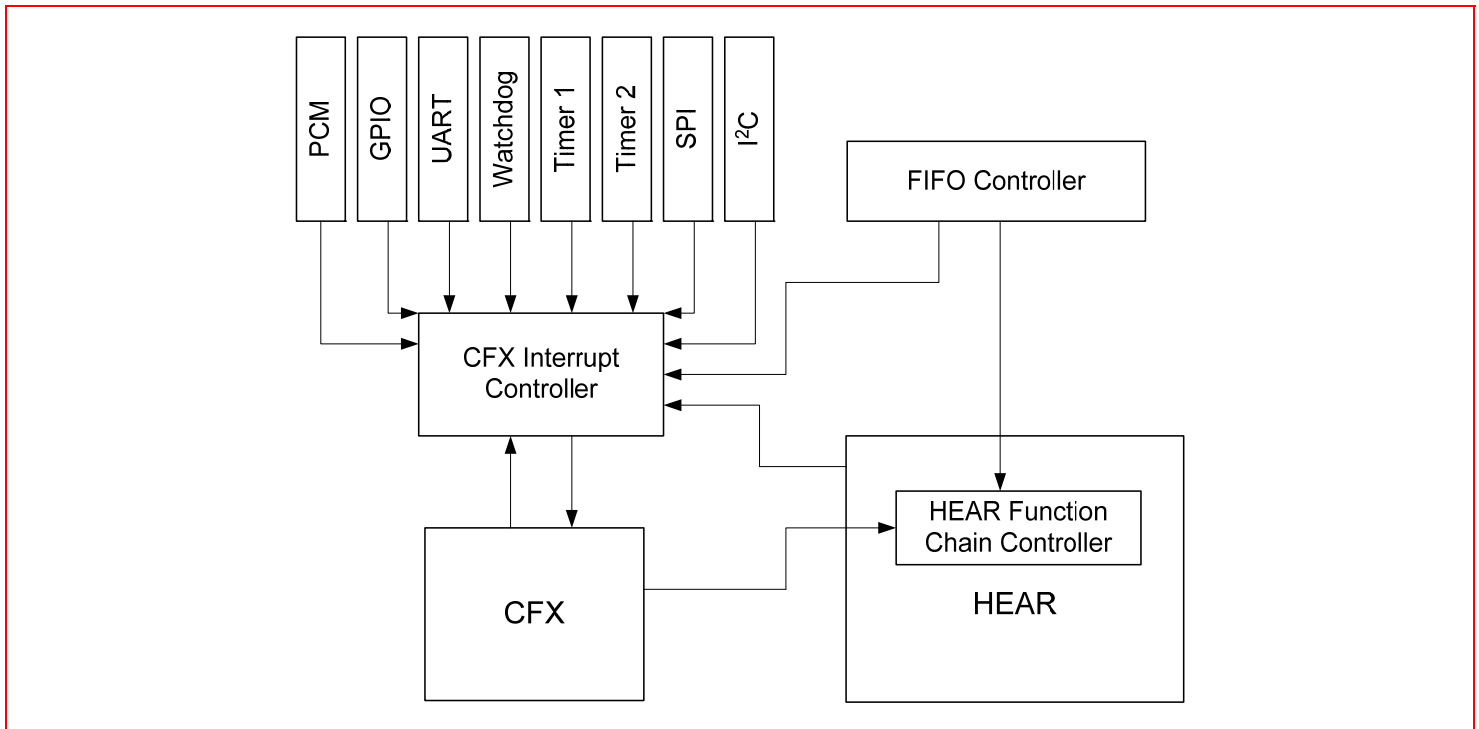 PCM
GPIO
UART
Watchdog
Timer 1
Timer 2
SPI
I²C
FIFO Controller
CFX Interrupt
Controller
HEAR Function
Chain Controller
HEAR
CFX